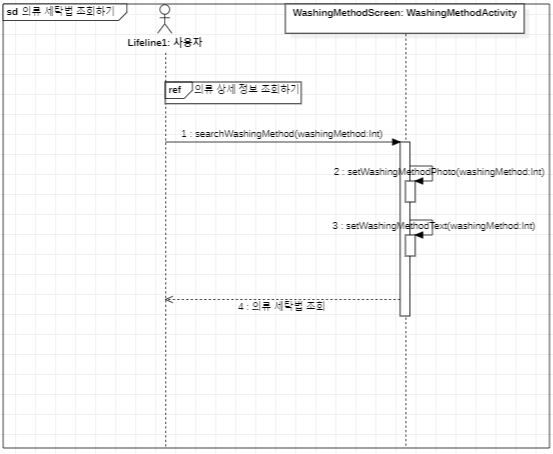 sd 의류 세탁법 조회하기
WashingMethodScreen: WashingMethodActivity
Lifeline1: 사용자
ref 의류 상세 정보 조회하기
1 : searchWashingMethod(washingMethod:Int)
2 : setWashingMethodPhoto(washingMethod:Int)
3 : setWashingMethodText(washingMethod:Int)
4 : 의류 세탁법 조회